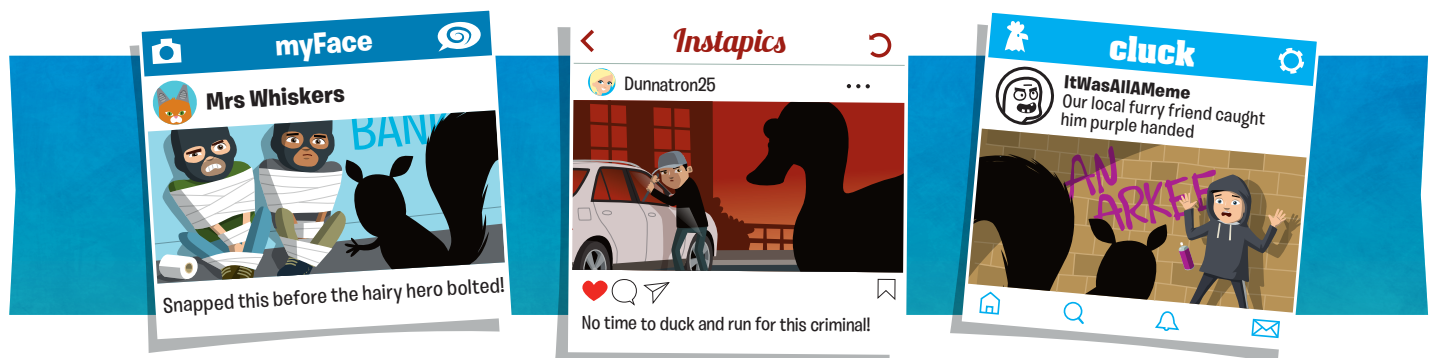 myFace
Mrs Whiskers
BANK
Snapped this before the hairy hero bolted!
Instapics
Dunnatron25
No time to duck and run for this criminal!
cluck
ItWasAllAMeme
Our local furry friend caught
him purple handed
AN
ARKEE